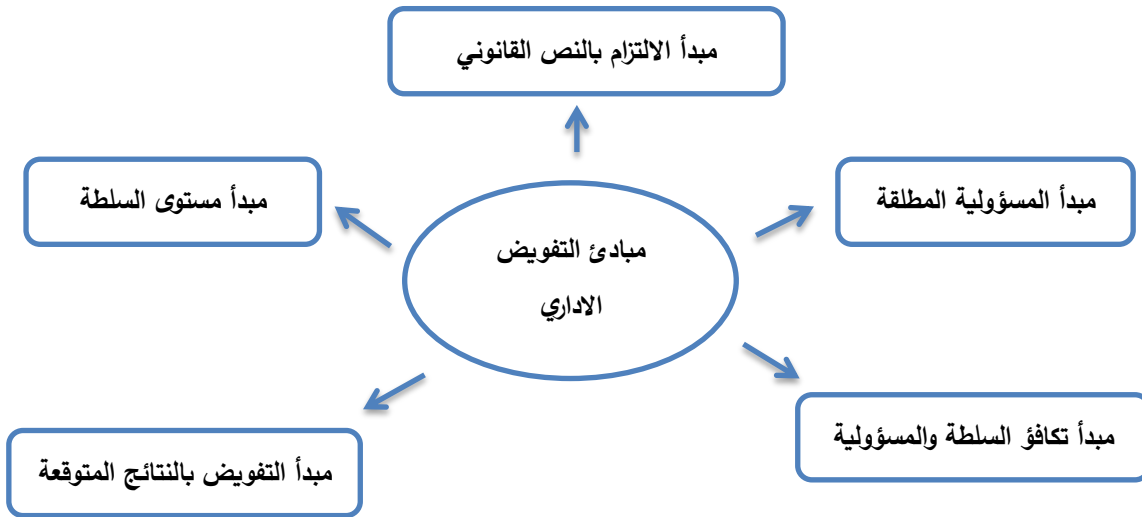 مبدأ الالتزام بالنص القانوني
مبدأ المسؤولية المطلقة
مبدأ مستوى السلطة
مبادئ التفويض
الاداري
مبدأ تكافؤ السلطة والمسؤولية
مبدأ التفويض بالنتائج المتوقعة